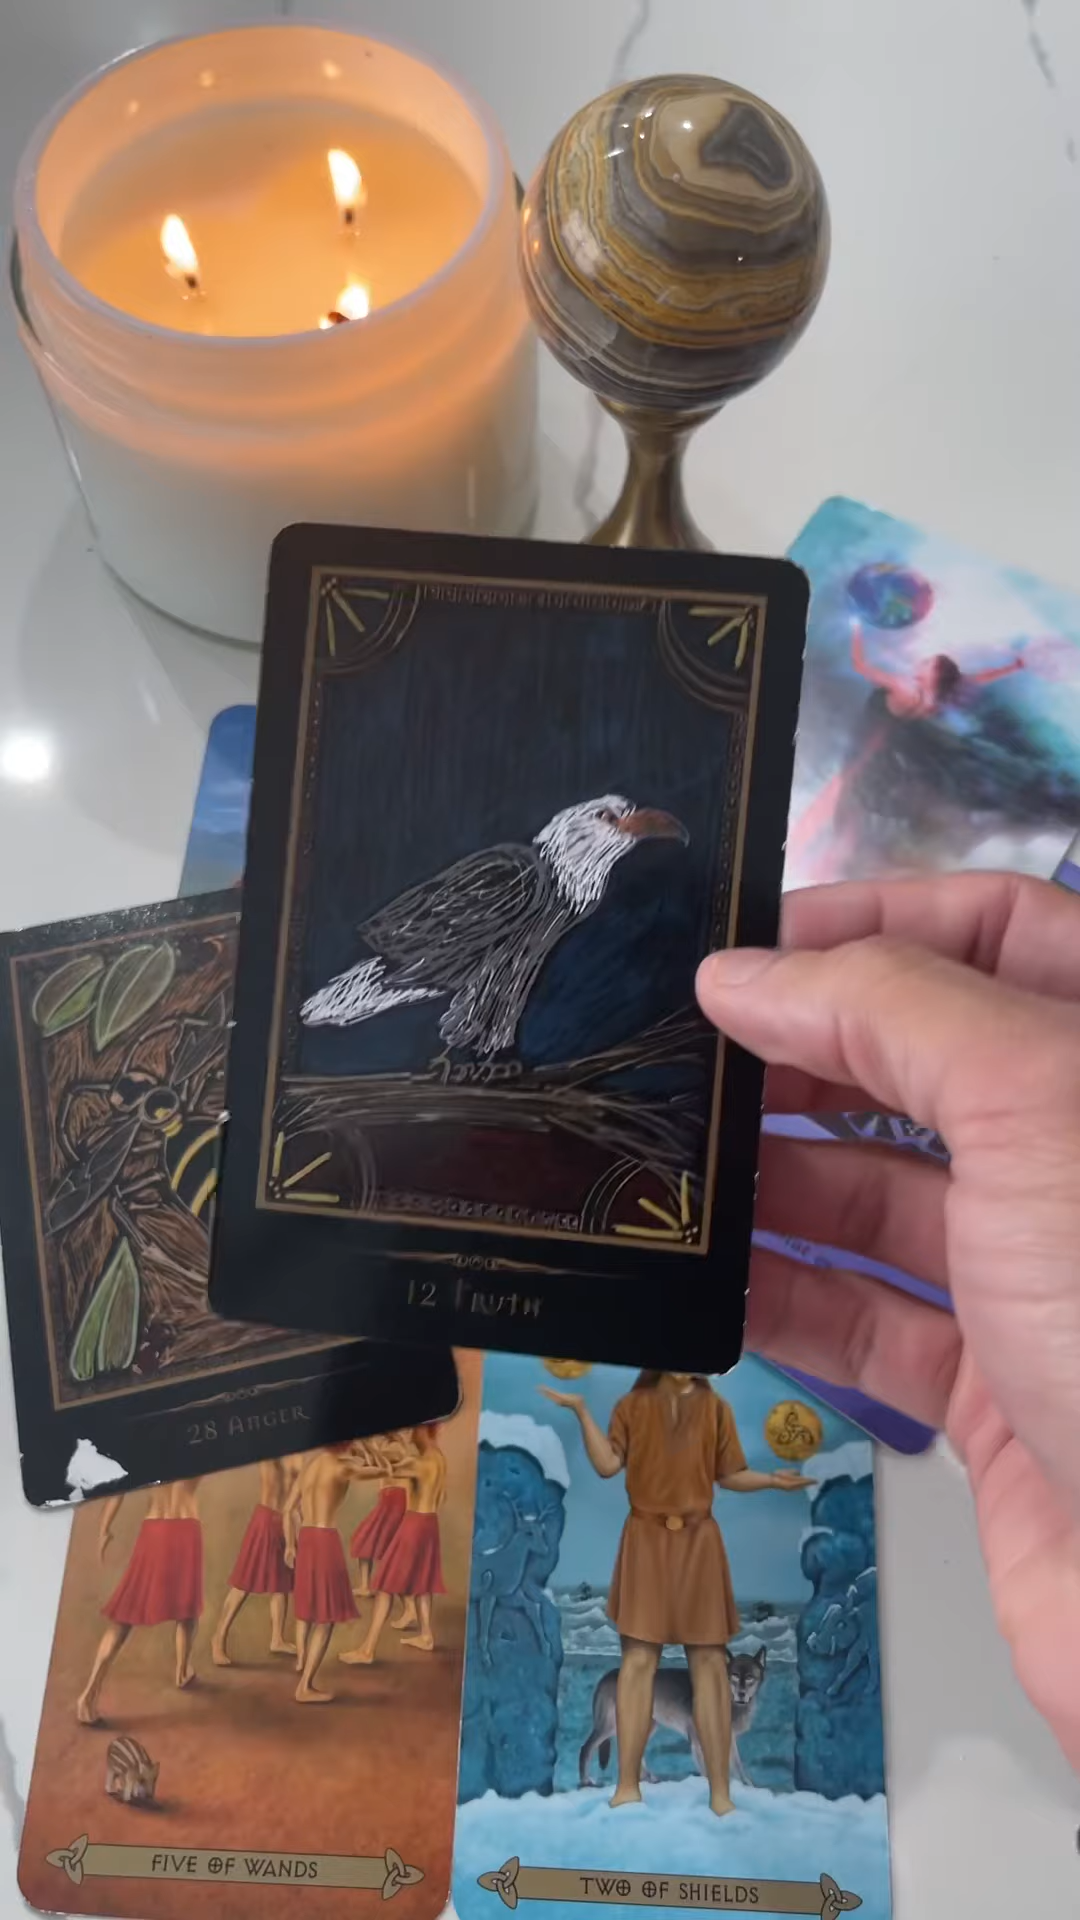 12 TRUTH
28 ANGER
FIVE OF WANDS
TWO OF SHIELDS